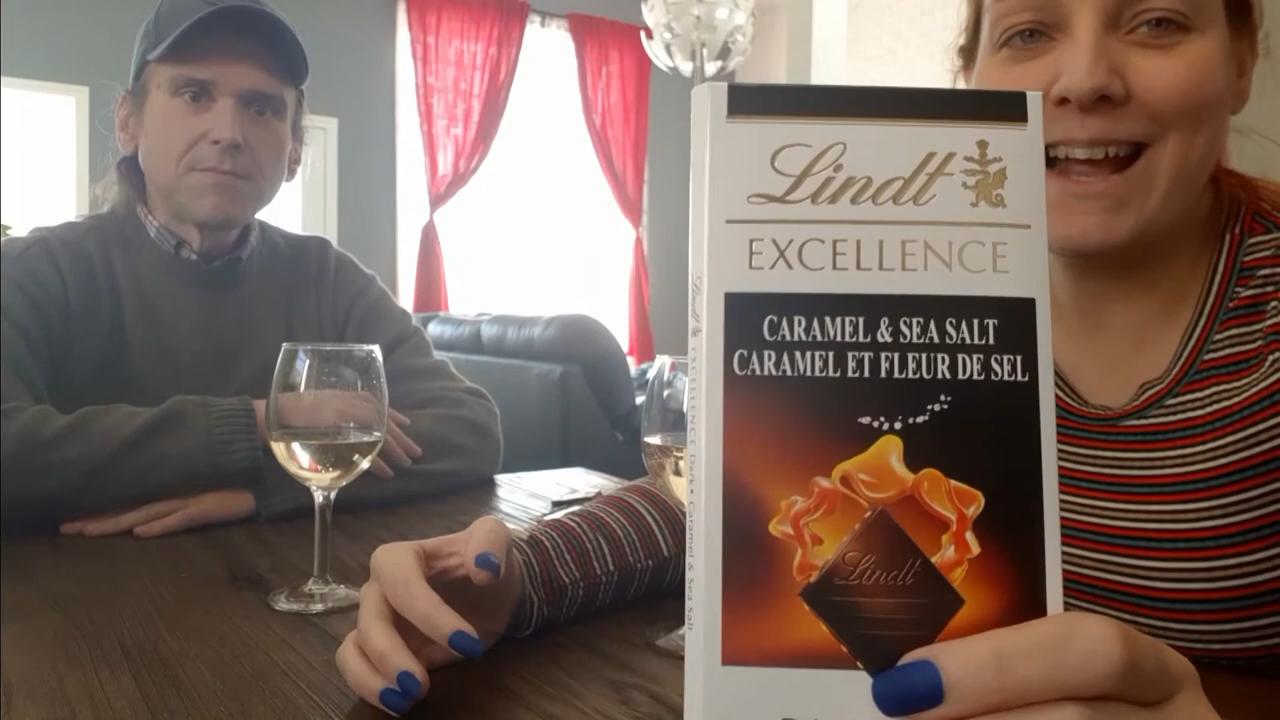 Lindt
EXCELLENCE
CARAMEL & SEA SALT
CARAMEL ET FLEUR DE SEL
Lindt
Lindt EXCELLENCE Dark • Caramel & Sea Salt